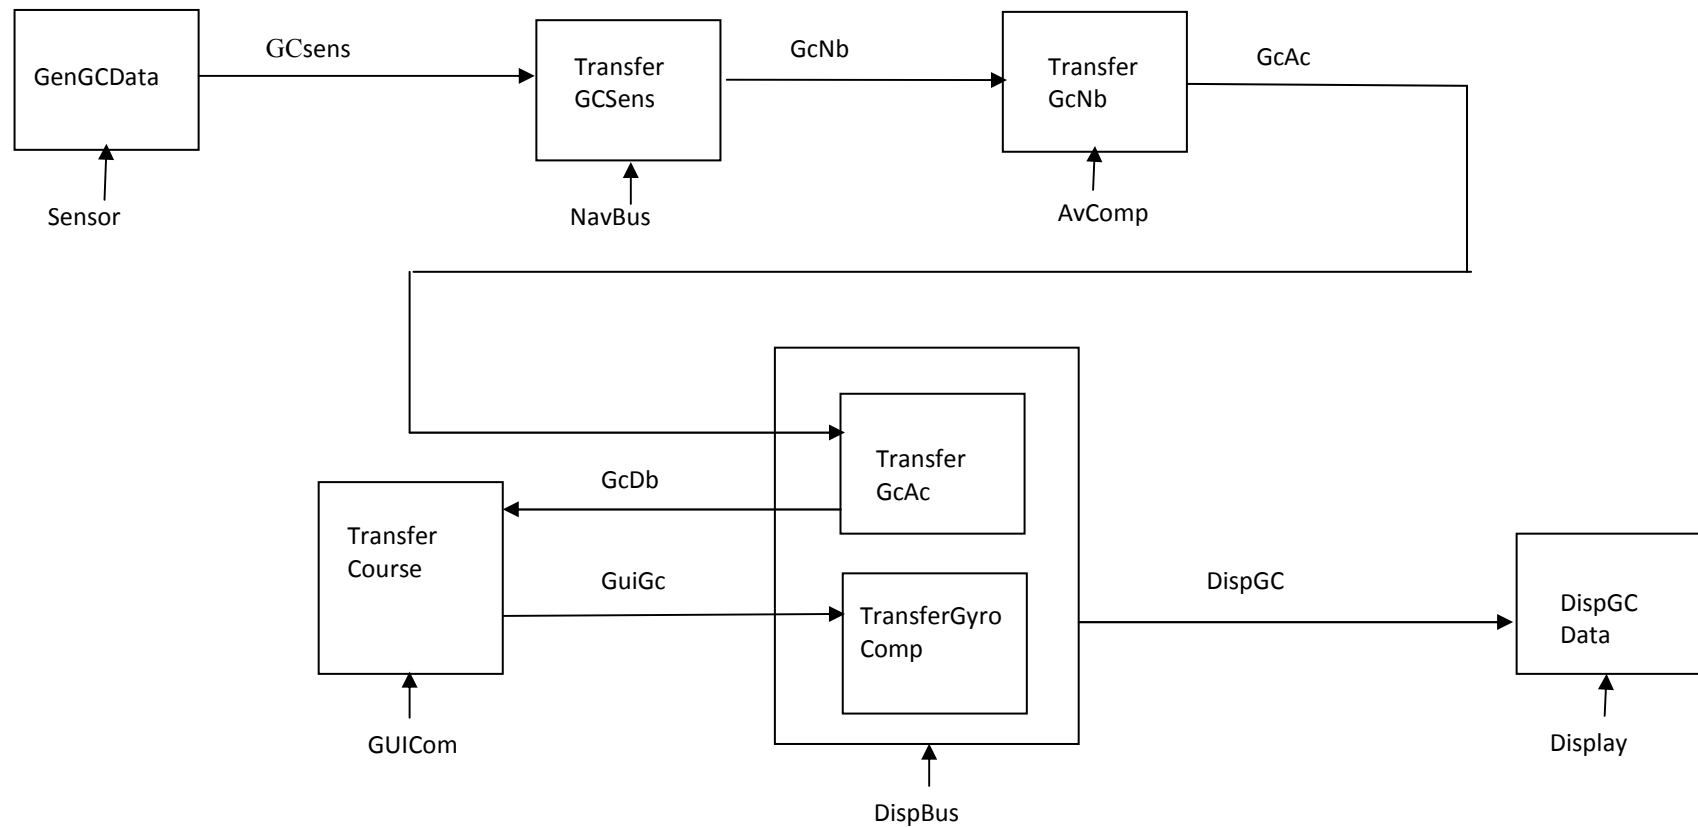 GenGCData
GCsens
Transfer
GCSens
GcNb
Transfer
GcNb
GcAc
Sensor
NavBus
AvComp
Transfer
GcAc
GcDb
Transfer
Course
GuiGc
TransferGyro
Comp
DispGC
DispGC
Data
GUICom
DispBus
Display